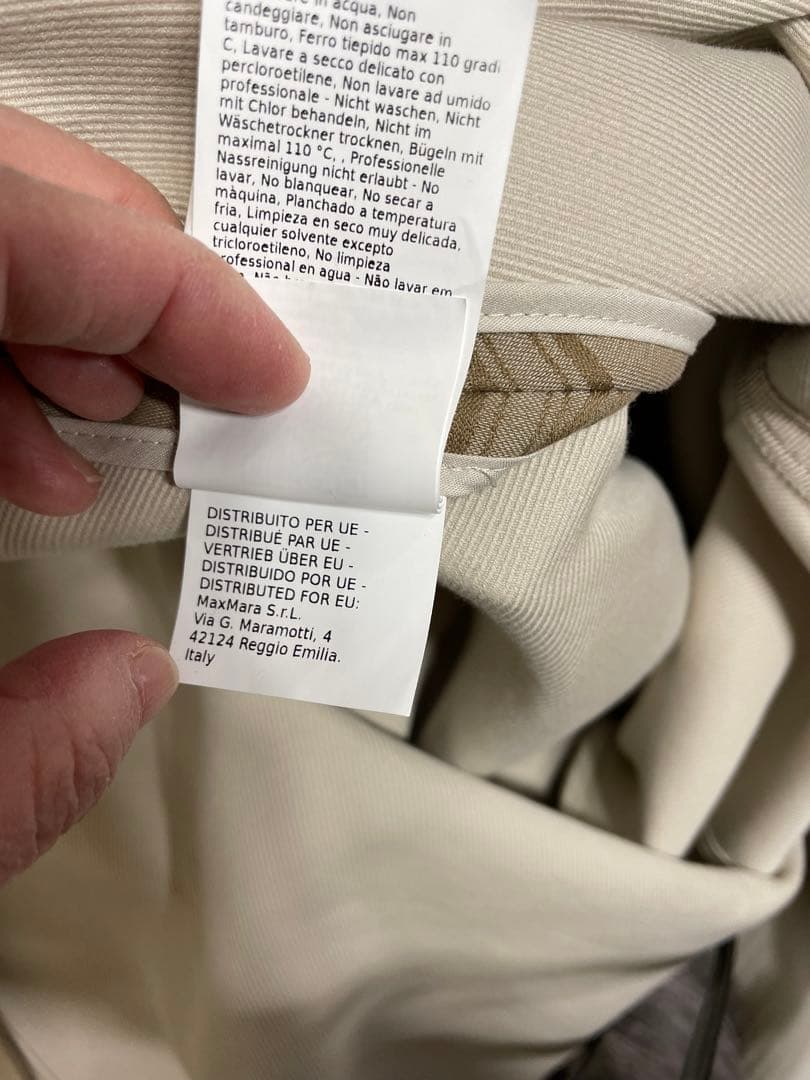 in acqua, Non
candeggiare, Non asciugare in
tamburo, Ferro tiepido max 110 gradi
C, Lavare a secco delicato con
percloroetilene, Non lavare ad umido
professionale - Nicht waschen, Nicht
mit Chlor behandeln, Nicht im
Wäschetrockner trocknen, Bügeln mit
maximal 110 °C, , Professionelle
Nassreinigung nicht erlaubt - No
lavar, No blanquear, No secar a
màquina, Planchado a temperatura
fria, Limpieza en seco muy delicada,
cualquier solvente excepto
tricloroetileno, No limpieza
professional en agua - Não lavar em
DISTRIBUITO PER UE -
DISTRIBUÉ PAR UE -
VERTRIEB ÜBER EU -
DISTRIBUIDO POR UE -
DISTRIBUTED FOR EU:
MaxMara S.r.L.
Via G. Maramotti, 4
42124 Reggio Emilia.
Italy